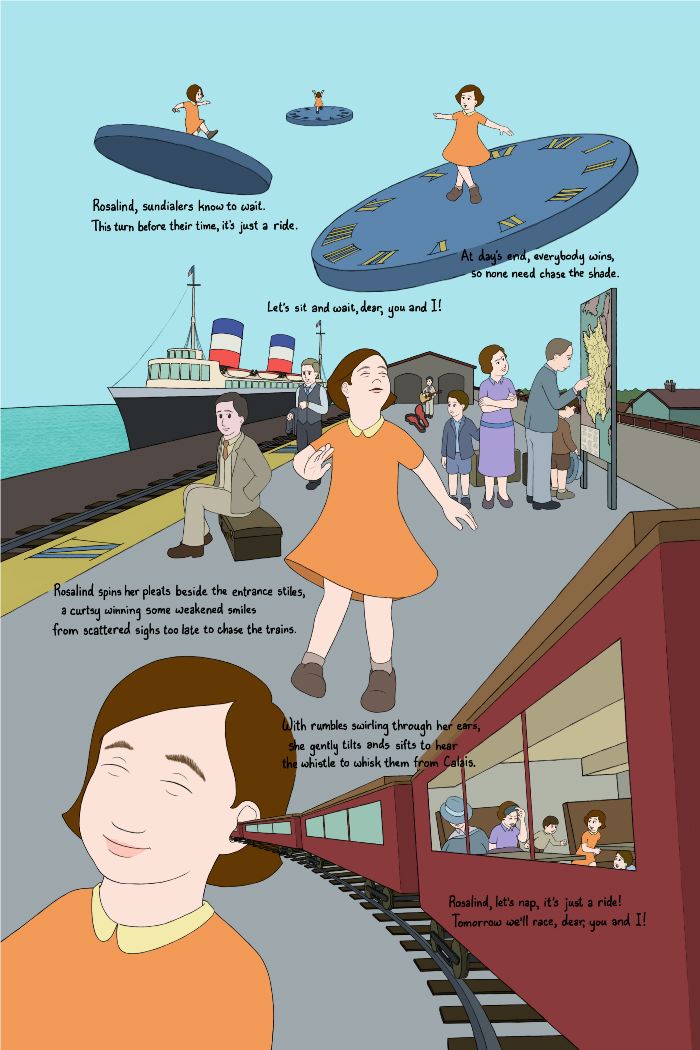 Rosalind, sundialers know to wait.
This turn before their time, it's just a ride.
At day's end, everybody wins,
so none need chase the shade.
Let's sit and wait, dear, you and I!
Rosalind spins her pleats beside the entrance stiles,
a curtsy winning some weakened smiles
from scattered sighs too late to chase the trains.
With rumbles swirling through her ears,
she gently tilts ands sifts to hear
the whistle to whisk them from Calais.
Rosalind, let's nap, it's just a ride!
Tomorrow we'll race, dear, you and I!